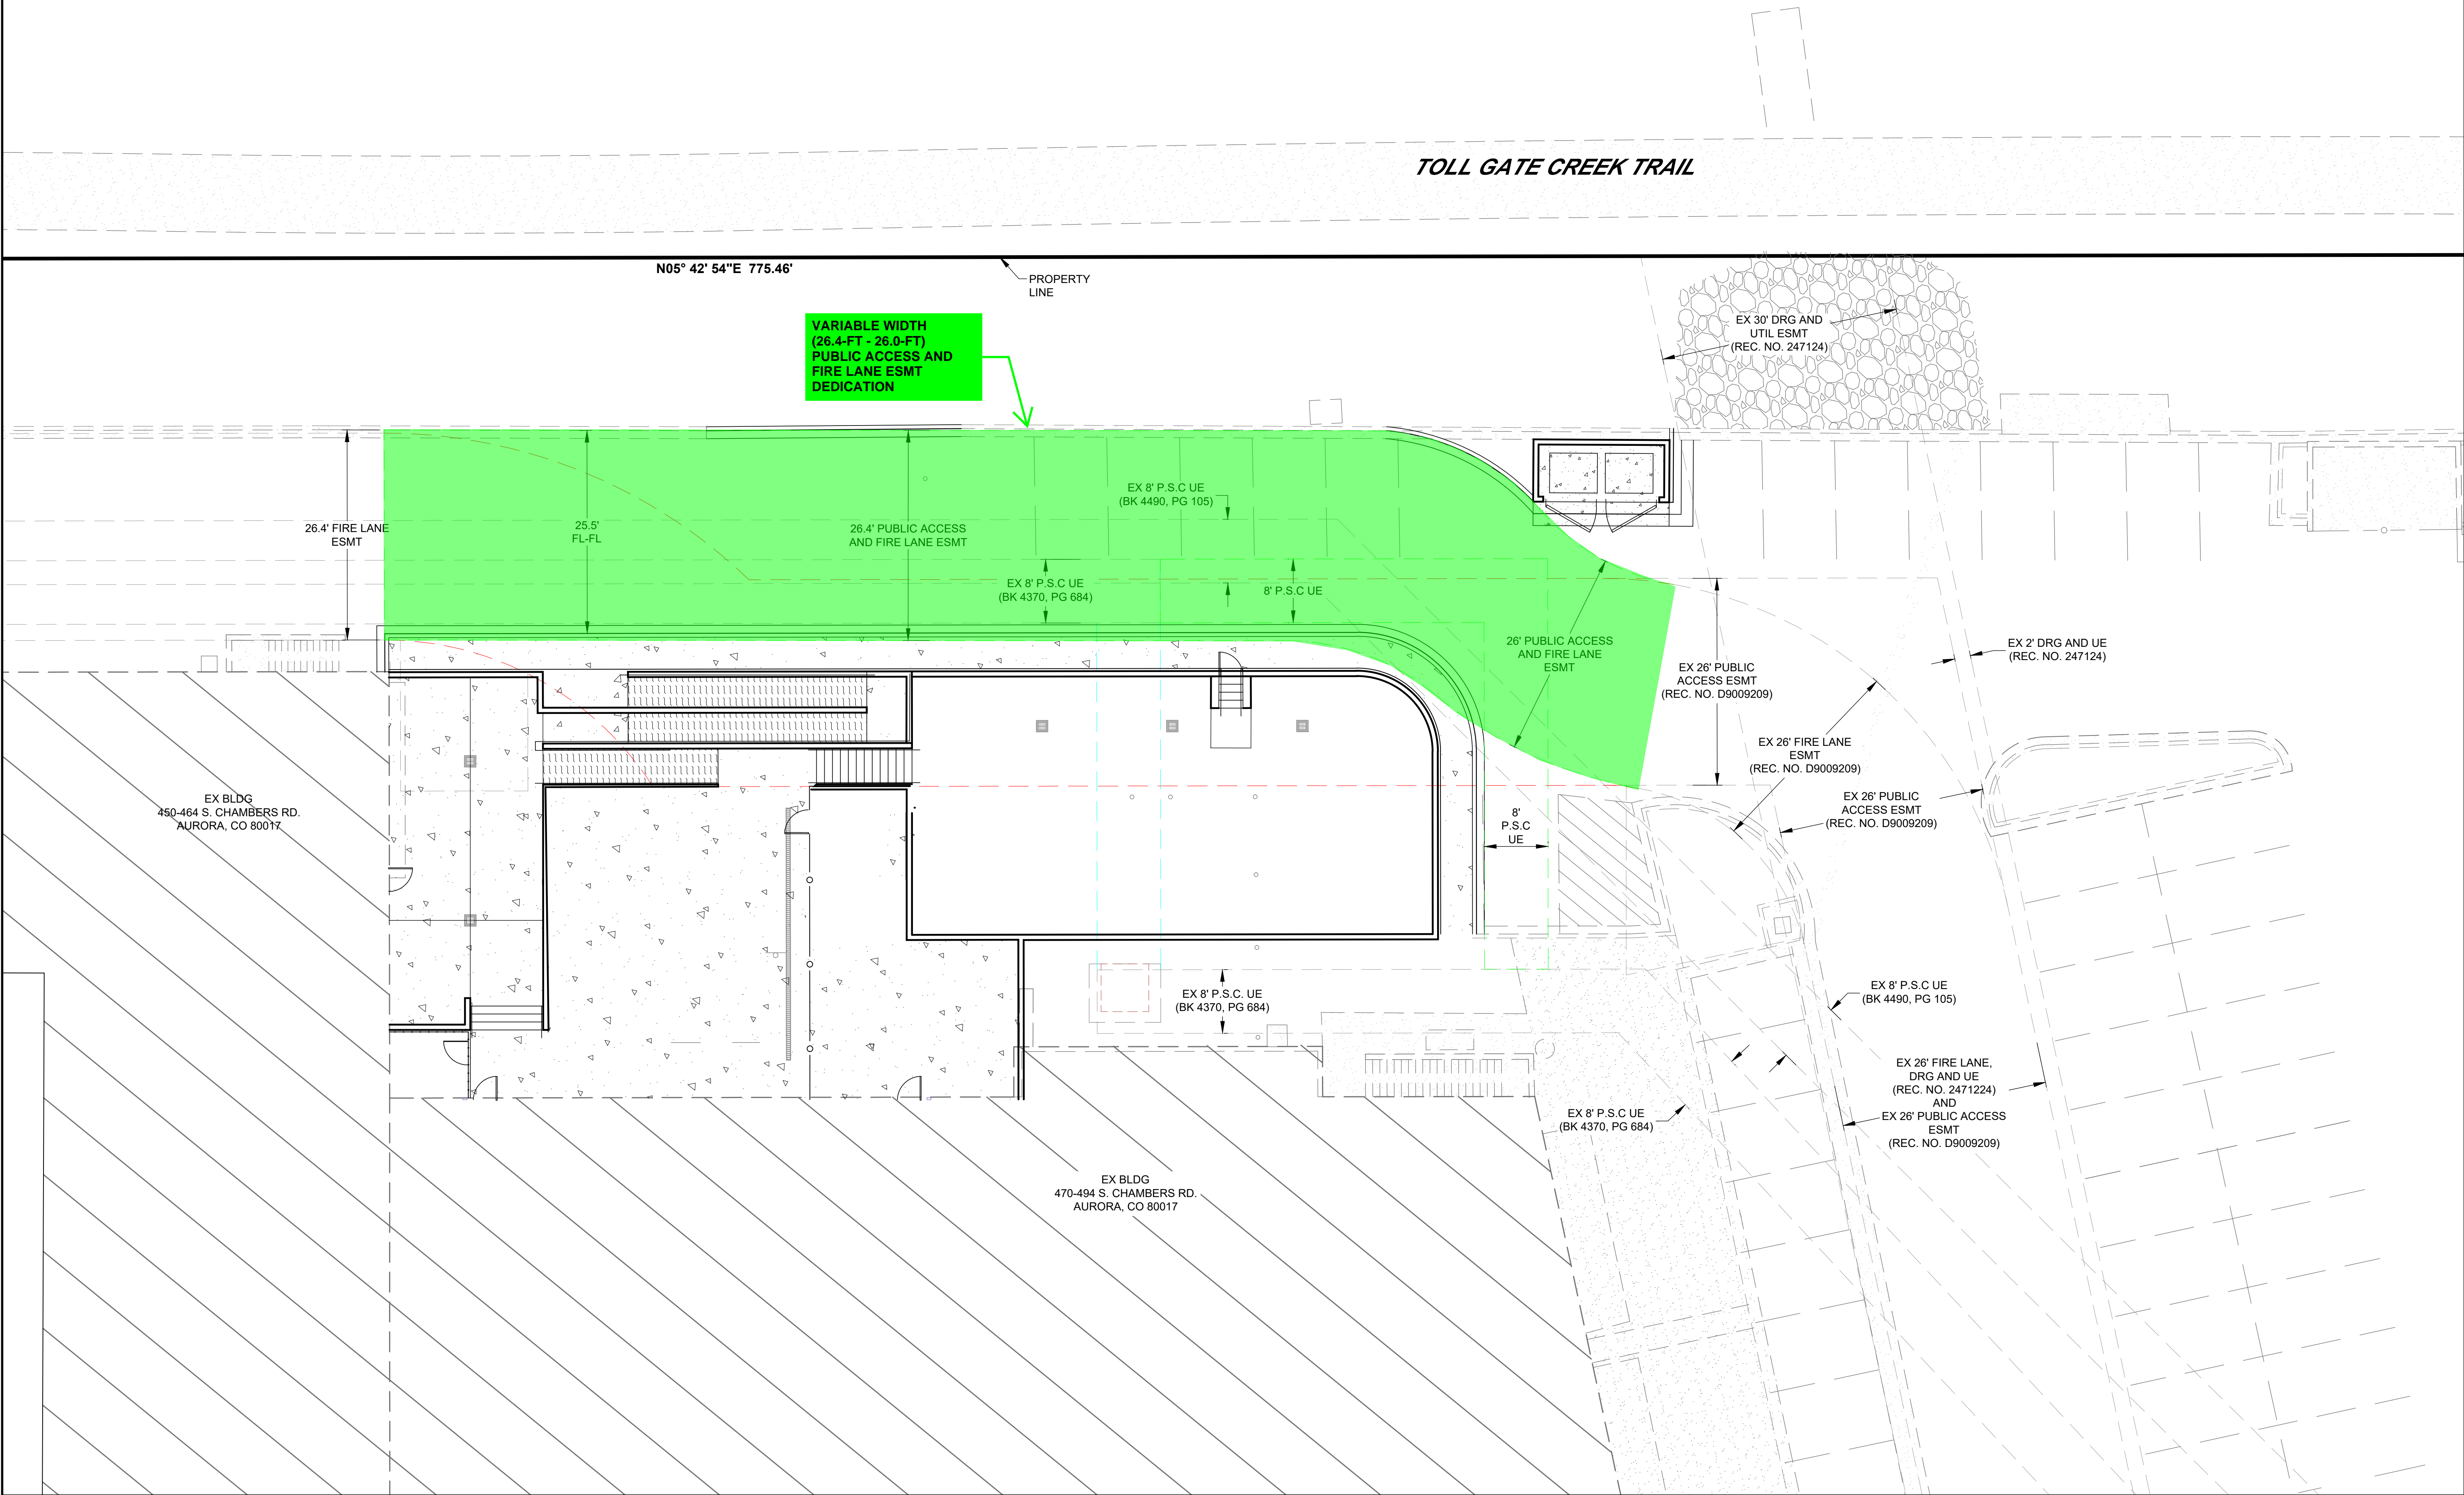 TOLL GATE CREEK TRAIL
N05° 42' 54"E 775.46'
PROPERTY
LINE
VARIABLE WIDTH
(26.4-FT - 26.0-FT)
PUBLIC ACCESS AND
FIRE LANE ESMT
DEDICATION
EX 30' DRG AND
UTIL ESMT
(REC. NO. 247124)
26.4' FIRE LANE
ESMT
25.5'
FL-FL
26.4' PUBLIC ACCESS
AND FIRE LANE ESMT
EX 8' P.S.C UE
(BK 4490, PG 105)
EX 8' P.S.C UE
(BK 4370, PG 684)
8' P.S.C UE
26' PUBLIC ACCESS
AND FIRE LANE
ESMT
EX 26' PUBLIC
ACCESS ESMT
(REC. NO. D9009209)
EX 2' DRG AND UE
(REC. NO. 247124)
EX 26' FIRE LANE
ESMT
(REC. NO. D9009209)
EX 26' PUBLIC
ACCESS ESMT
(REC. NO. D9009209)
EX BLDG
450-464 S. CHAMBERS RD.
AURORA, CO 80017
8'
P.S.C
UE
EX 8' P.S.C. UE
(BK 4370, PG 684)
EX 8' P.S.C UE
(BK 4490, PG 105)
EX 26' FIRE LANE,
DRG AND UE
(REC. NO. 2471224)
AND
EX 26' PUBLIC ACCESS
ESMT
(REC. NO. D9009209)
EX 8' P.S.C UE
(BK 4370, PG 684)
EX BLDG
470-494 S. CHAMBERS RD.
AURORA, CO 80017